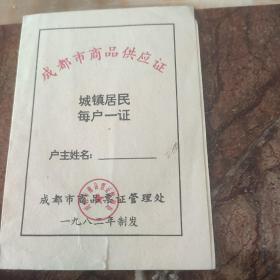 成都市商品供应证
城镇居民
每户一证
户主姓名：
成都市商品票证管理处
一九八二年制发